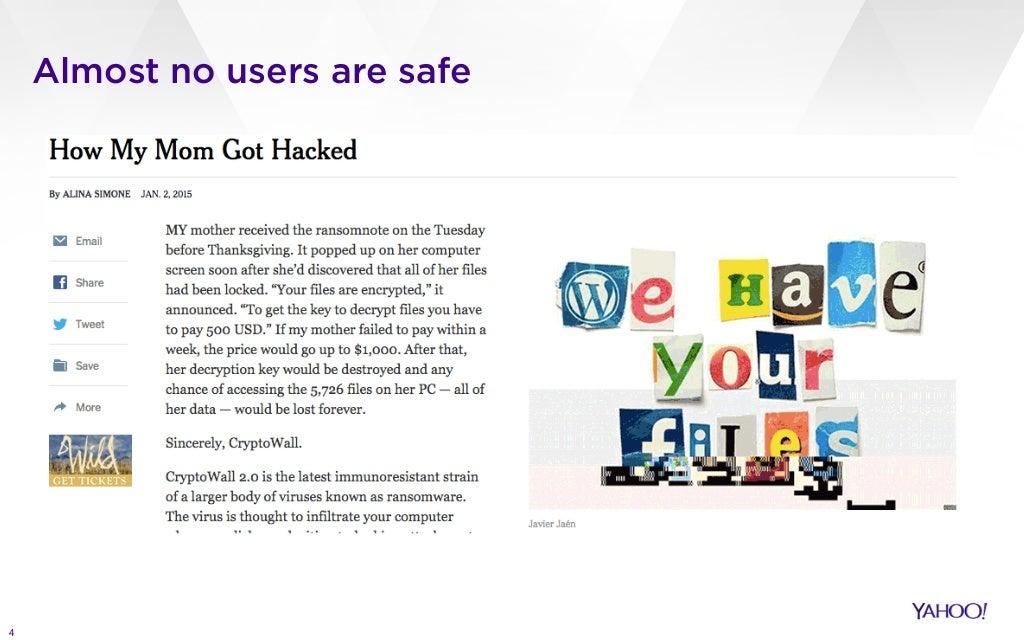 Almost no users are safe
How My Mom Got Hacked
By ALINA SIMONE JAN. 2, 2015
Email
Share
Tweet
Save
More
Wild
GET TICKETS
MY mother received the ransomnote on the Tuesday
before Thanksgiving. It popped up on her computer
screen soon after she’d discovered that all of her files
had been locked. “Your files are encrypted,” it
announced. “To get the key to decrypt files you have
to pay 500 USD.” If my mother failed to pay within a
week, the price would go up to $1,000. After that,
her decryption key would be destroyed and any
chance of accessing the 5,726 files on her PC — all of
her data — would be lost forever.
Sincerely, CryptoWall.
CryptoWall 2.0 is the latest immunoresistant strain
of a larger body of viruses known as ransomware.
The virus is thought to infiltrate your computer
We Have
your
files
Javier Jaén
YAHOO!
4